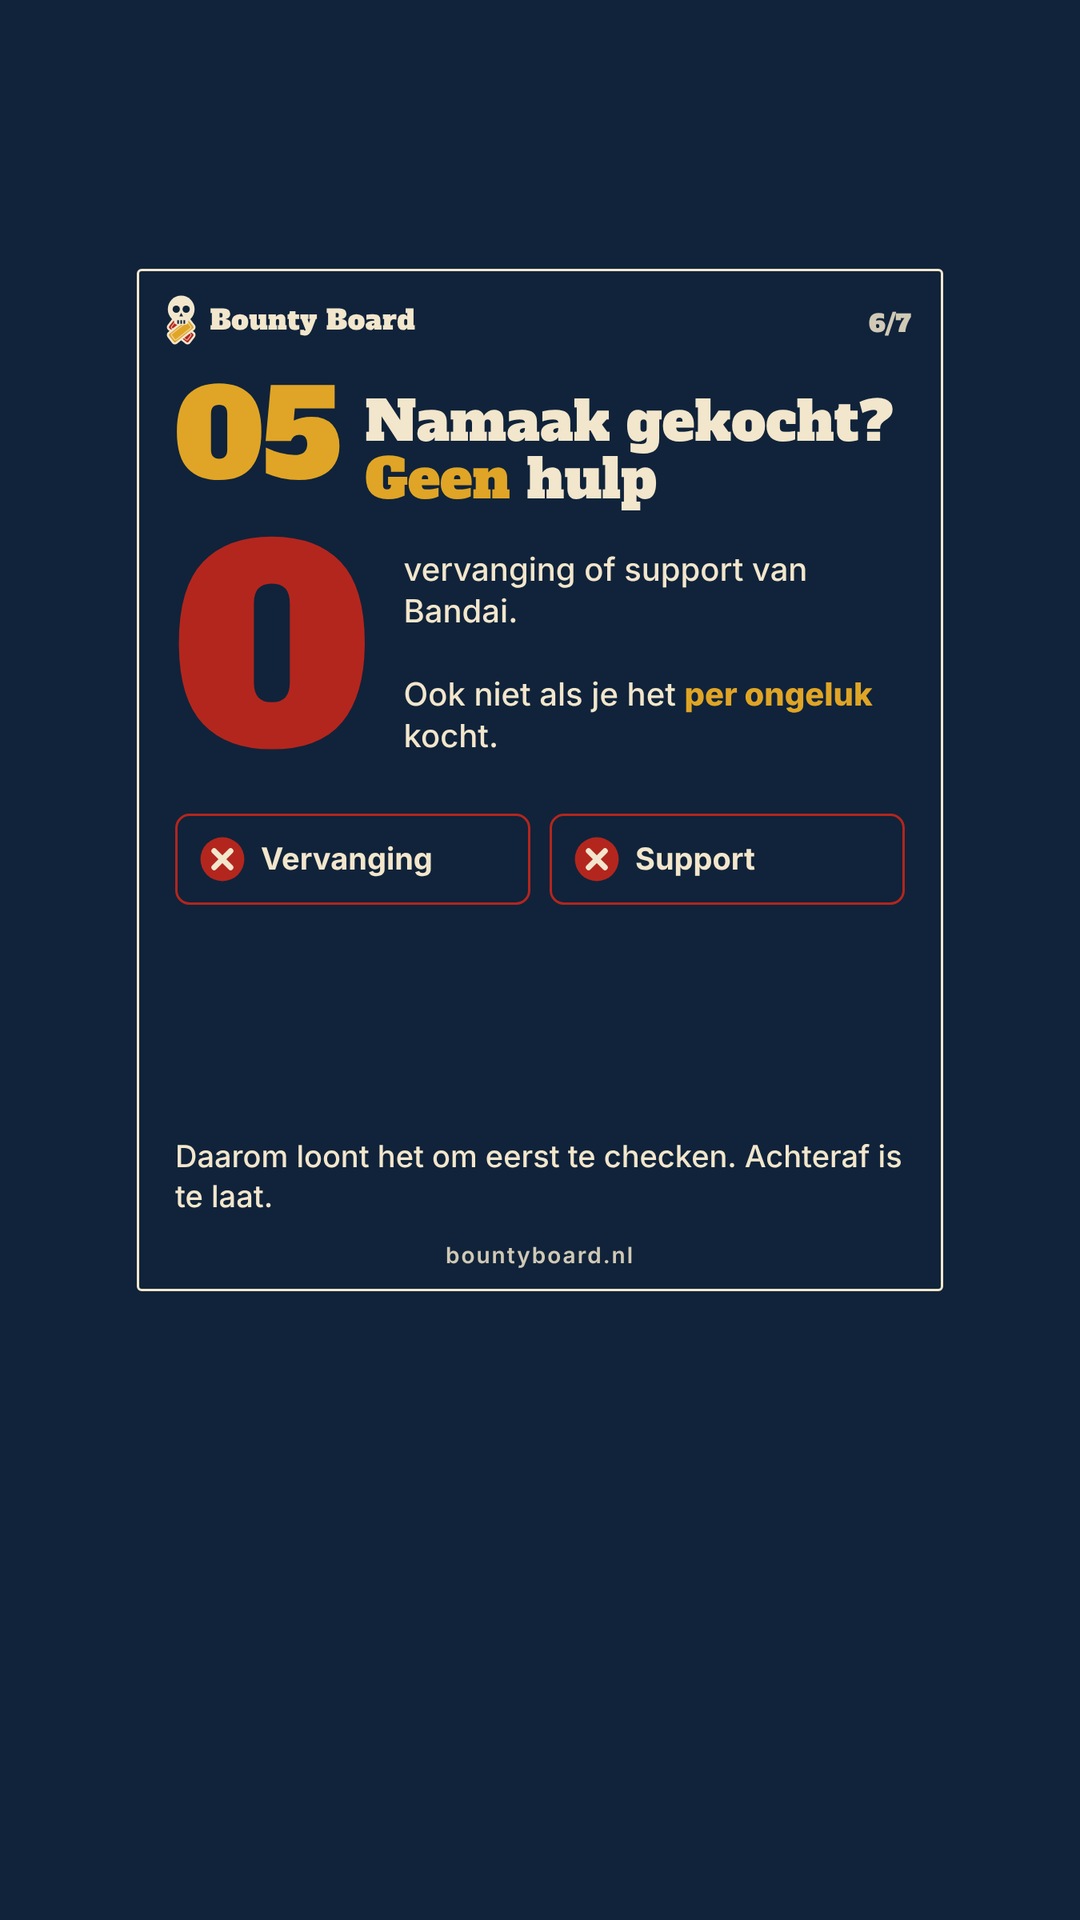 Bounty Board
6/7
05
Namaak gekocht?
Geen hulp
0
vervanging of support van
Bandai.
Ook niet als je het per ongeluk
kocht.
Vervanging
Support
Daarom loont het om eerst te checken. Achteraf is
te laat.
bountyboard.nl